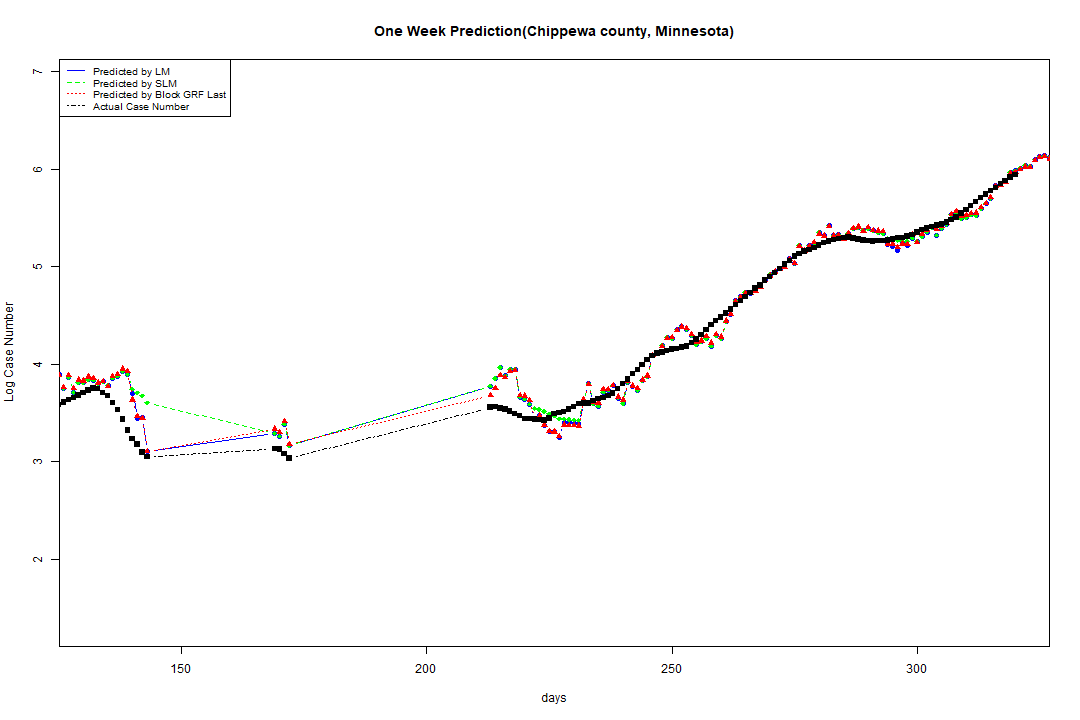 One Week Prediction(Chippewa county, Minnesota)
Predicted by LM
Predicted by SLM
Predicted by Block GRF Last
Actual Case Number
7
6
5
4
3
2
Log Case Number
150
200
250
300
days